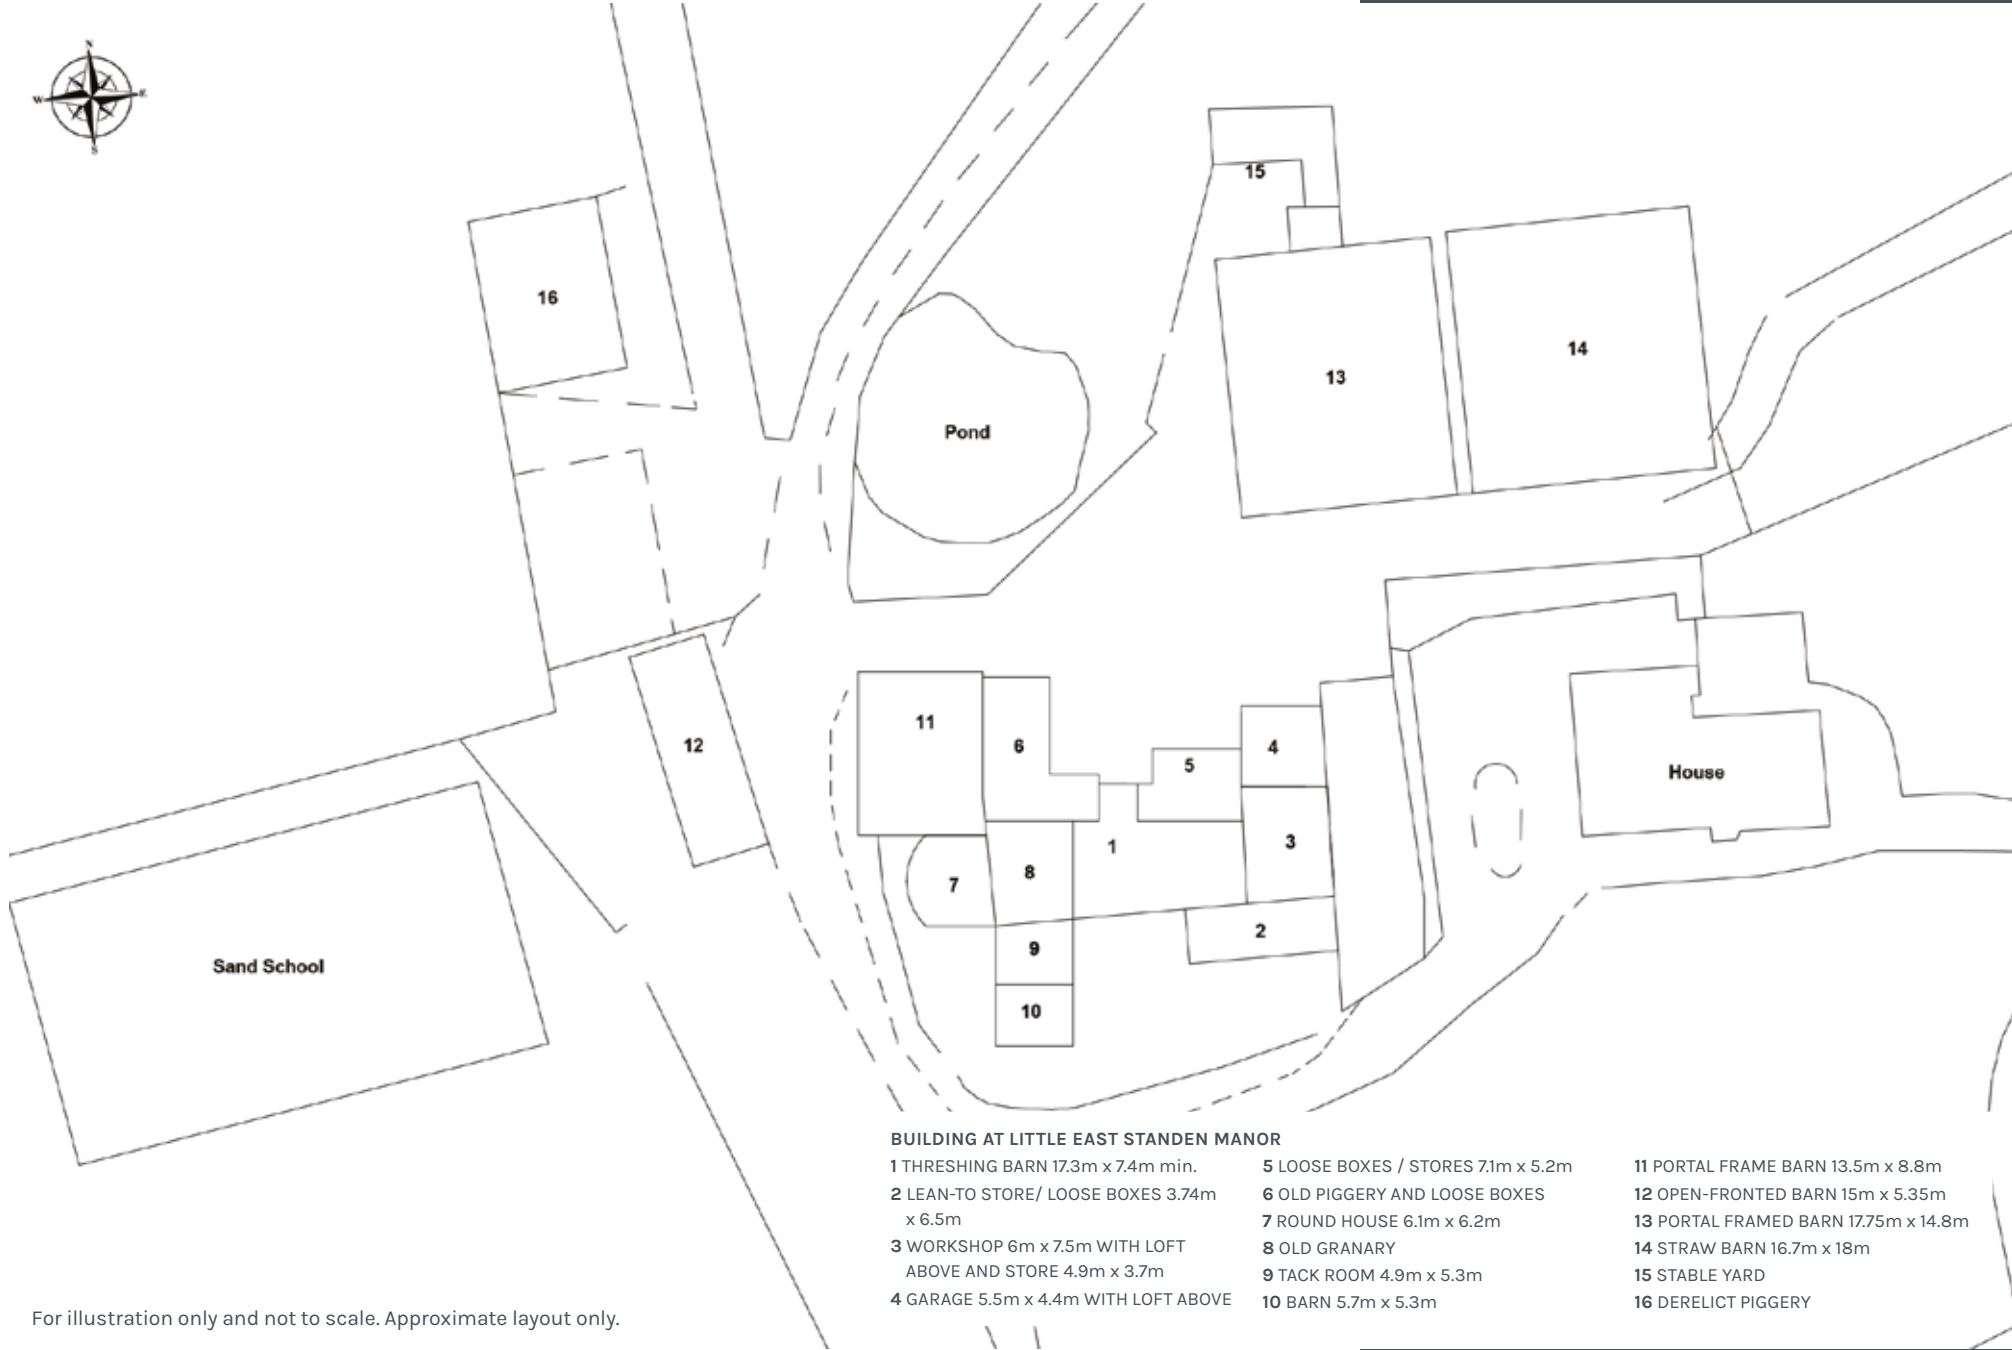 N
W
E
S
15
16
14
13
Pond
11
12
6
4
5
House
3
1
8
7
2
9
Sand School
10
BUILDING AT LITTLE EAST STANDEN MANOR
1 THRESHING BARN 17.3m x 7.4m min.
2 LEAN-TO STORE/ LOOSE BOXES 3.74m
x 6.5m
3 WORKSHOP 6m x 7.5m WITH LOFT
ABOVE AND STORE 4.9m x 3.7m
4 GARAGE 5.5m x 4.4m WITH LOFT ABOVE
5 LOOSE BOXES / STORES 7.1m x 5.2m
6 OLD PIGGERY AND LOOSE BOXES
7 ROUND HOUSE 6.1m x 6.2m
8 OLD GRANARY
9 TACK ROOM 4.9m x 5.3m
10 BARN 5.7m x 5.3m
11 PORTAL FRAME BARN 13.5m x 8.8m
12 OPEN-FRONTED BARN 15m x 5.35m
13 PORTAL FRAMED BARN 17.75m x 14.8m
14 STRAW BARN 16.7m x 18m
15 STABLE YARD
16 DERELICT PIGGERY
For illustration only and not to scale. Approximate layout only.